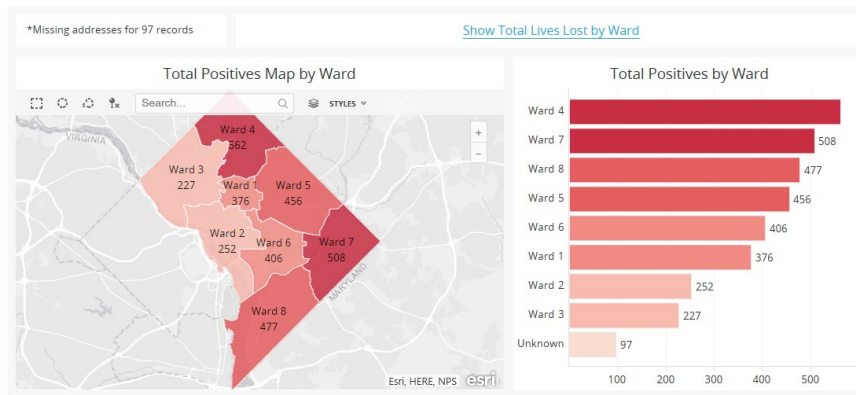 *Missing addresses for 97 records
Show Total Lives Lost by Ward
Total Positives Map by Ward
Search...
STYLES
+
−
VIRGINIA
Ward 4
562
Ward 3
227
Ward 1
376
Ward 5
456
Ward 2
252
Ward 6
406
Ward 7
508
MARYLAND
Ward 8
477
Esri, HERE, NPS
esri
Total Positives by Ward
Ward 4
Ward 7 508
Ward 8 477
Ward 5 456
Ward 6 406
Ward 1 376
Ward 2 252
Ward 3 227
Unknown 97
100 200 300 400 500